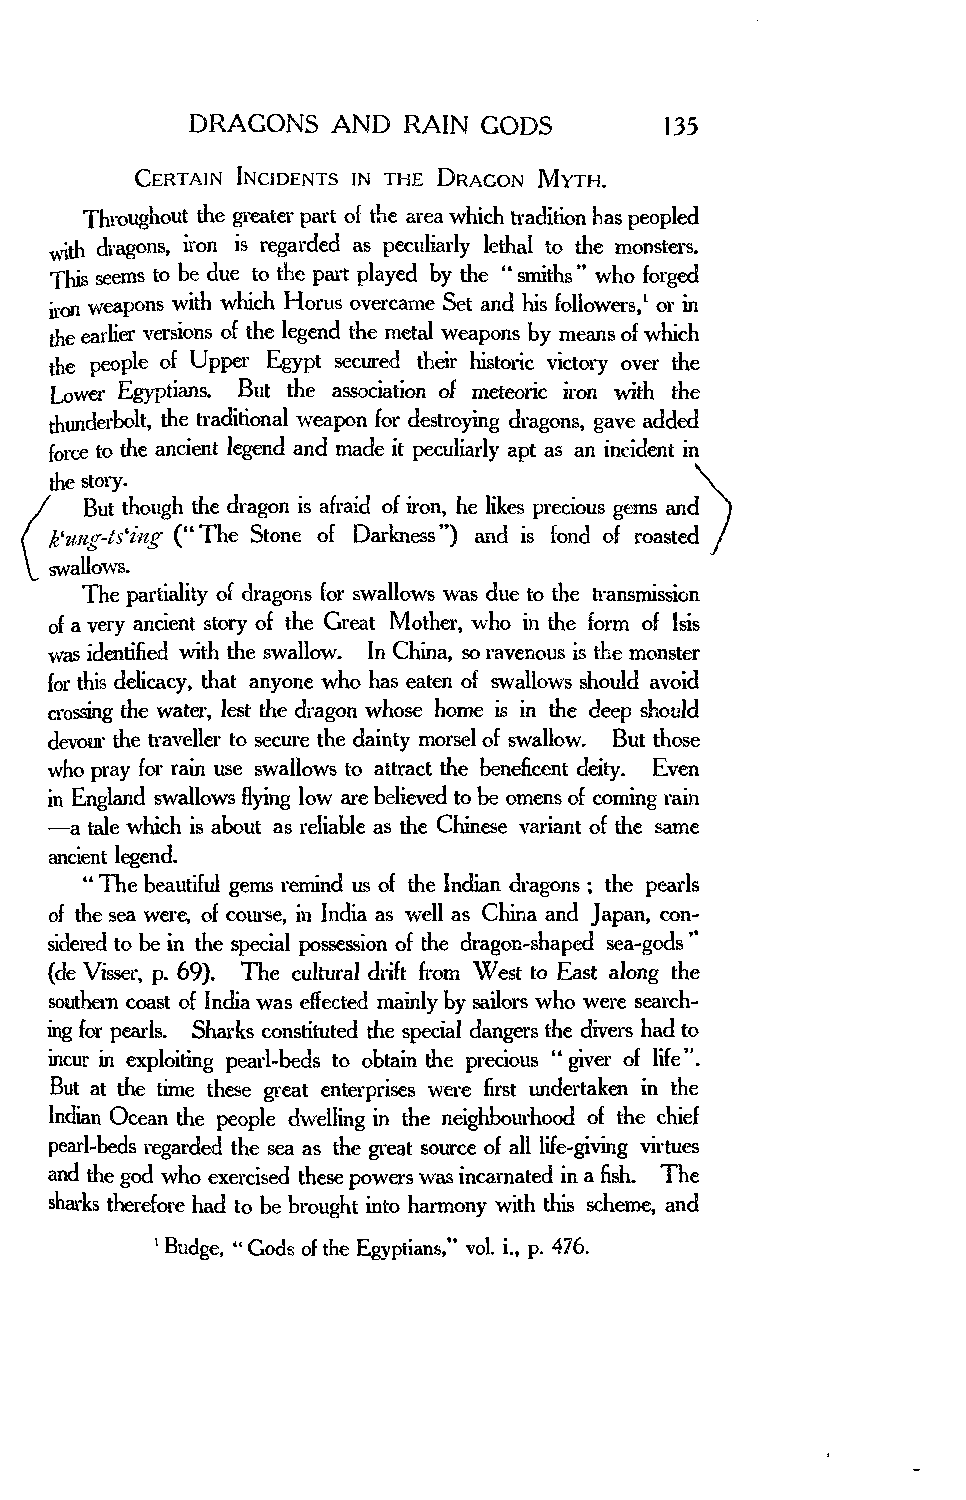 DRAGONS AND RAIN GODS 135
CERTAIN INCIDENTS IN THE DRAGON MYTH.
Throughout the greater part of the area which tradition has peopled
with dragons, iron is regarded as peculiarly lethal to the monsters.
This seems to be due to the part played by the “smiths” who forged
iron weapons with which Horus overcame Set and his followers,¹ or in
the earlier versions of the legend the metal weapons by means of which
the people of Upper Egypt secured their historic victory over the
Lower Egyptians. But the association of meteoric iron with the
thunderbolt, the traditional weapon for destroying dragons, gave added
force to the ancient legend and made it peculiarly apt as an incident in
the story.
But though the dragon is afraid of iron, he likes precious gems and
k‘ung-ts‘ing (“The Stone of Darkness”) and is fond of roasted
swallows.
The partiality of dragons for swallows was due to the transmission
of a very ancient story of the Great Mother, who in the form of Isis
was identified with the swallow. In China, so ravenous is the monster
for this delicacy, that anyone who has eaten of swallows should avoid
crossing the water, lest the dragon whose home is in the deep should
devour the traveller to secure the dainty morsel of swallow. But those
who pray for rain use swallows to attract the beneficent deity. Even
in England swallows flying low are believed to be omens of coming rain
—a tale which is about as reliable as the Chinese variant of the same
ancient legend.
“The beautiful gems remind us of the Indian dragons ; the pearls
of the sea were, of course, in India as well as China and Japan, con-
sidered to be in the special possession of the dragon-shaped sea-gods”
(de Visser, p. 69). The cultural drift from West to East along the
southern coast of India was effected mainly by sailors who were search-
ing for pearls. Sharks constituted the special dangers the divers had to
incur in exploiting pearl-beds to obtain the precious “giver of life”.
But at the time these great enterprises were first undertaken in the
Indian Ocean the people dwelling in the neighbourhood of the chief
pearl-beds regarded the sea as the great source of all life-giving virtues
and the god who exercised these powers was incarnated in a fish. The
sharks therefore had to be brought into harmony with this scheme, and
¹ Budge, “Gods of the Egyptians,” vol. i., p. 476.